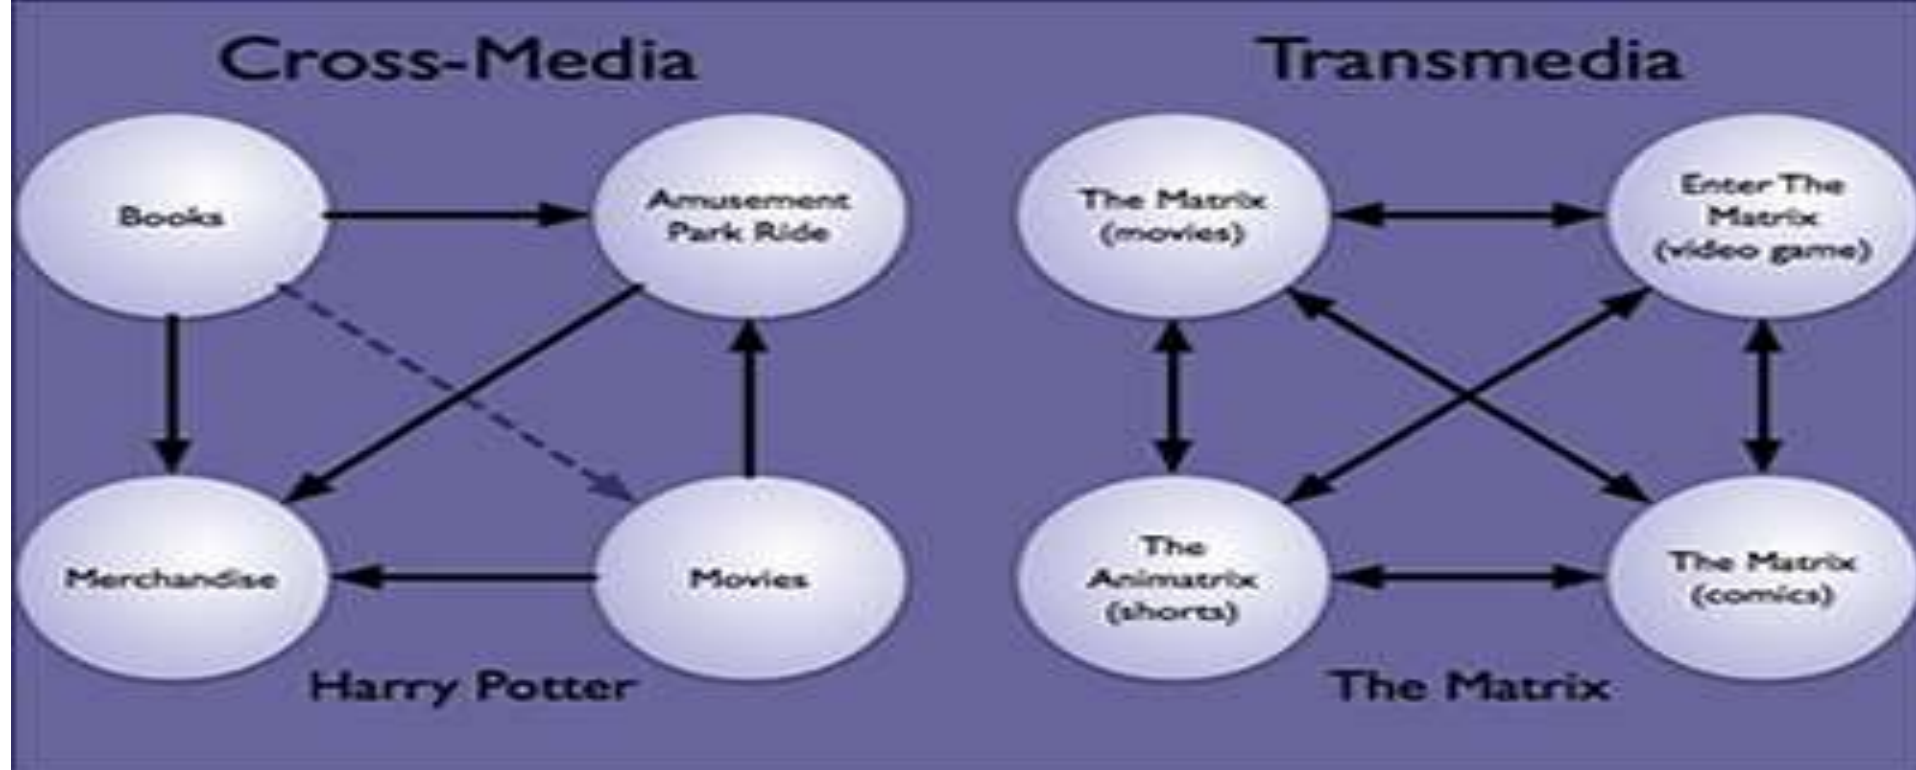 Cross-Media
Books
Amusement
Park Ride
Merchandise
Movies
Harry Potter
Transmedia
The Matrix
(movies)
Enter The
Matrix
(video game)
The
Animatrix
(shorts)
The Matrix
(comics)
The Matrix